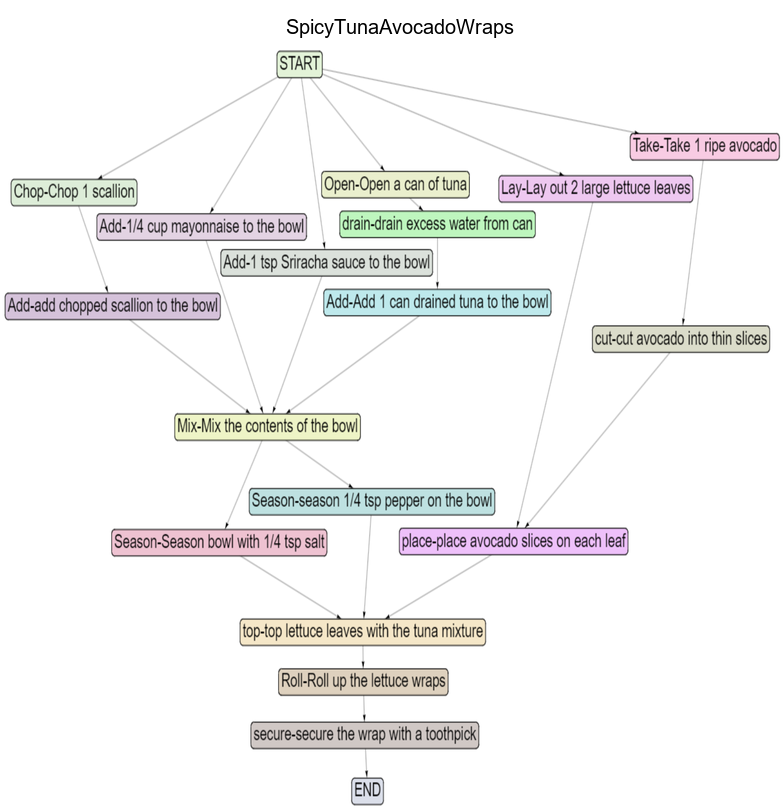 SpicyTunaAvocadoWraps
START
Take-Take 1 ripe avocado
Chop-Chop 1 scallion
Open-Open a can of tuna
Lay-Lay out 2 large lettuce leaves
Add-1/4 cup mayonnaise to the bowl
drain-drain excess water from can
Add-1 tsp Sriracha sauce to the bowl
Add-add chopped scallion to the bowl
Add-Add 1 can drained tuna to the bowl
cut-cut avocado into thin slices
Mix-Mix the contents of the bowl
Season-season 1/4 tsp pepper on the bowl
Season-Season bowl with 1/4 tsp salt
place-place avocado slices on each leaf
top-top lettuce leaves with the tuna mixture
Roll-Roll up the lettuce wraps
secure-secure the wrap with a toothpick
END